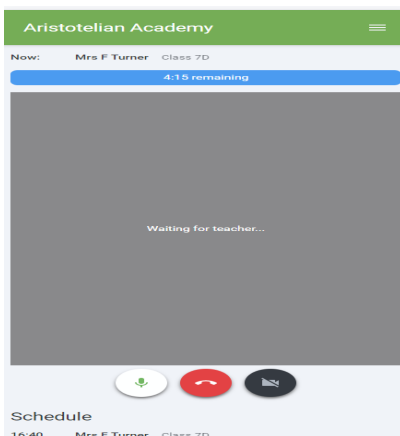 Aristotelian Academy
Now: Mrs F Turner Class 7D
4:15 remaining
Waiting for teacher...
Schedule
16:40 Mrs F Turner Class 7D